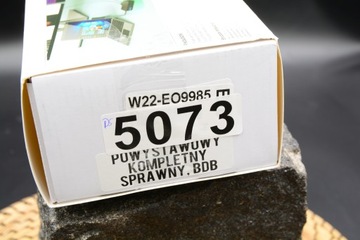 W22-EO9985 E
5073
POWYSTAWOWY
KOMPLETNY
SPRAWNY, BDB